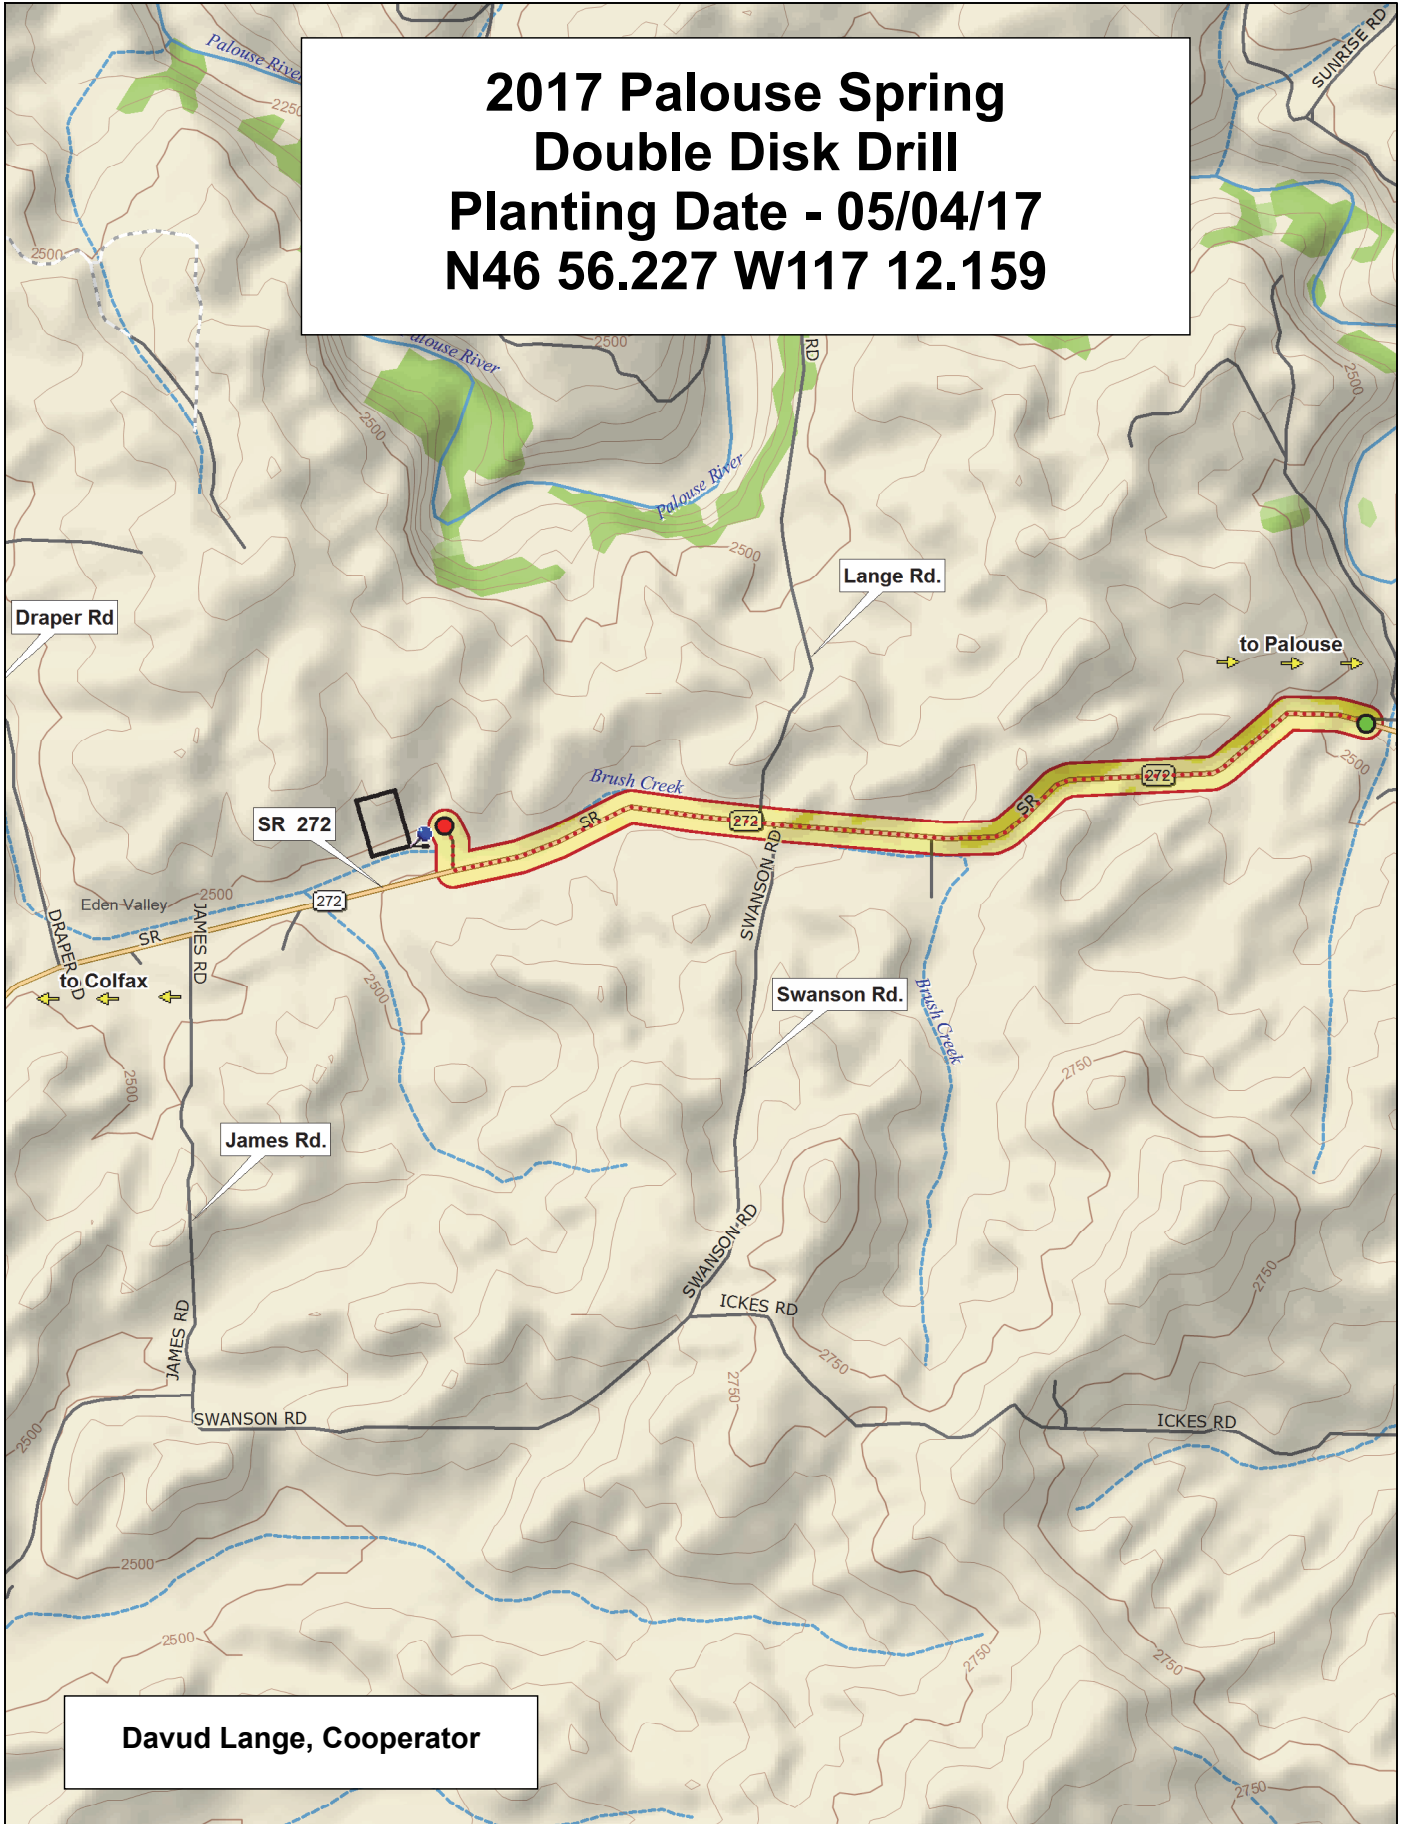 SUNRISE RD
Palouse River
2250
2017 Palouse Spring
Double Disk Drill
Planting Date - 05/04/17
N46 56.227 W117 12.159
2500
2500
RD
alouse River
2500
2500
Palouse River
2500
Lange Rd.
Draper Rd
to Palouse
2500
Brush Creek
272
SR
272
SR
SR 272
272
SWANSON RD
2500
Eden Valley
JAMES RD
DRAPER RD
SR
to Colfax
2500
Swanson Rd.
Brush Creek
2750
2500
James Rd.
SWANSON RD
2750
ICKES RD
JAMES RD
2750
2750
SWANSON RD
ICKES RD
2500
2500
2500
2750
2750
Davud Lange, Cooperator
2750